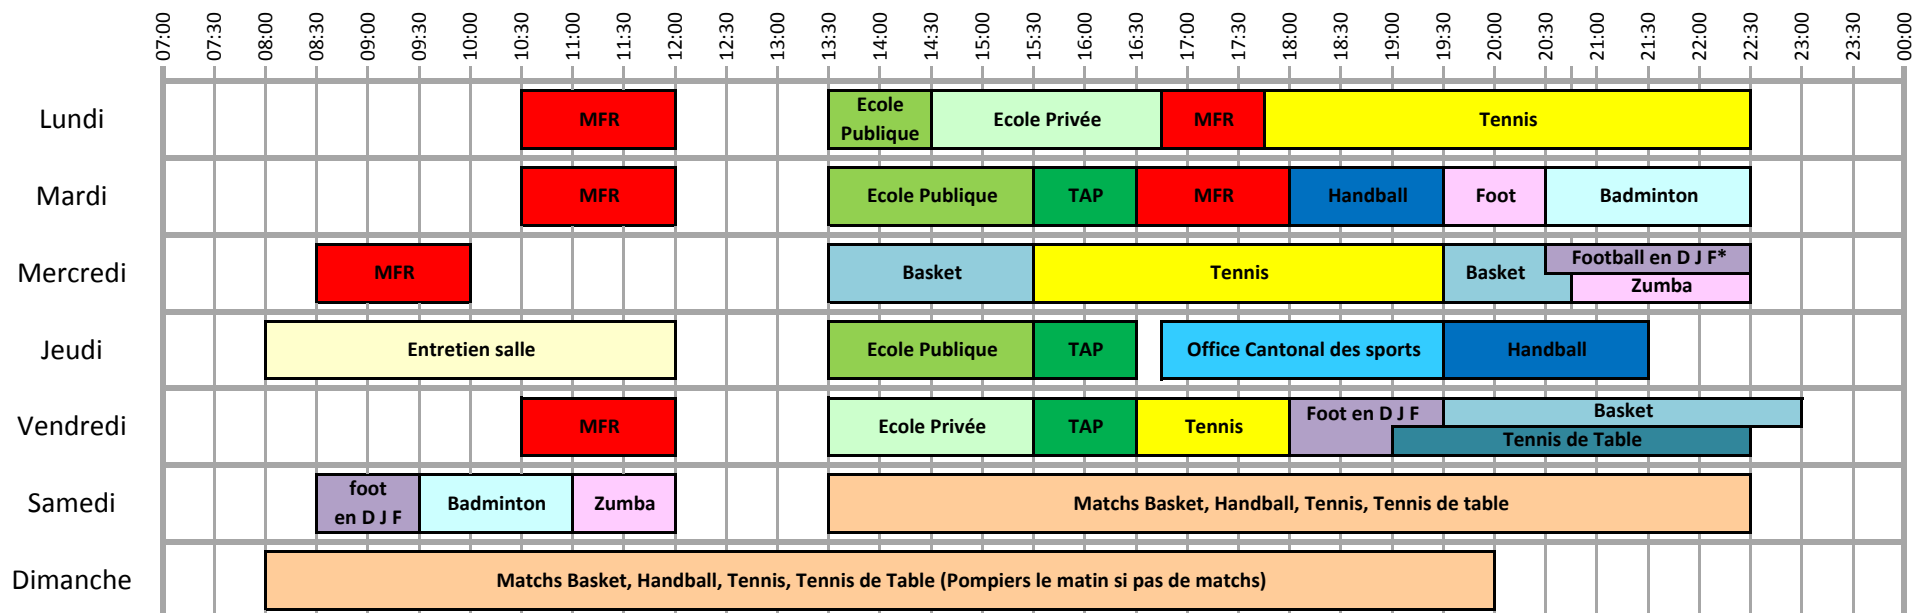 07:00 07:30 08:00 08:30 09:00 09:30 10:00 10:30 11:00 11:30 12:00 12:30 13:00 13:30 14:00 14:30 15:00 15:30 16:00 16:30 17:00 17:30 18:00 18:30 19:00 19:30 20:00 20:30 21:00 21:30 22:00 22:30 23:00 23:30 00:00
Lundi
MFR
Ecole
Publique
Ecole Privée
MFR
Tennis
Mardi
MFR
Ecole Publique
TAP
MFR
Handball
Foot
Badminton
Mercredi
MFR
Basket
Tennis
Basket
Football en D J F*
Zumba
Jeudi
Entretien salle
Ecole Publique
TAP
Office Cantonal des sports
Handball
Vendredi
MFR
Ecole Privée
TAP
Tennis
Foot en D J F
Basket
Tennis de Table
Samedi
foot
en D J F
Badminton
Zumba
Matchs Basket, Handball, Tennis, Tennis de table
Dimanche
Matchs Basket, Handball, Tennis, Tennis de Table (Pompiers le matin si pas de matchs)